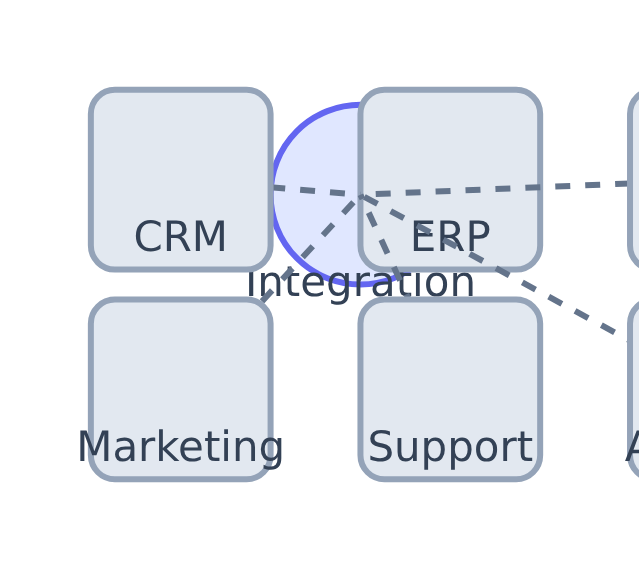 CRM
ERP
Integration
Marketing
Support